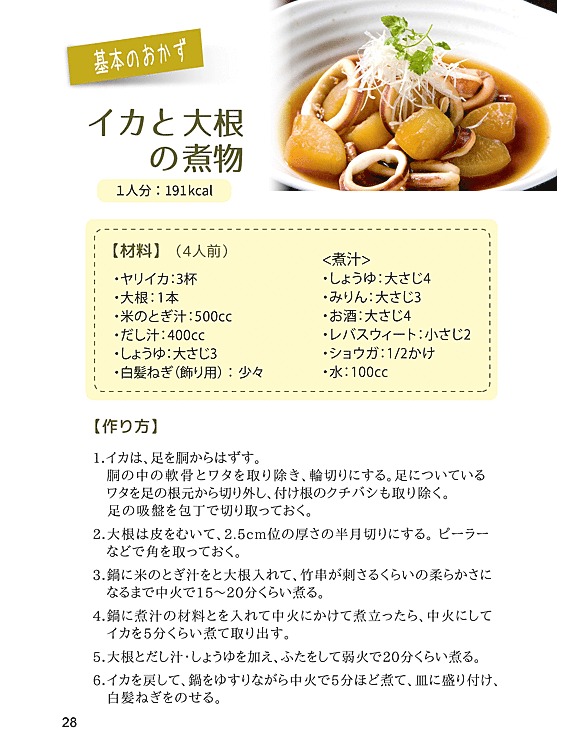 基本のおかず
イカと大根
の煮物
1人分：191kcal
【材料】（4人前）
・ヤリイカ：3杯
・大根：1本
・米のとぎ汁：500cc
・だし汁：400cc
・しょうゆ：大さじ3
・白髪ねぎ（飾り用）：少々
<煮汁>
・しょうゆ：大さじ4
・みりん：大さじ3
・お酒：大さじ4
・レバスウィート：小さじ2
・ショウガ：1/2かけ
・水：100cc
【作り方】
1.イカは、足を胴からはずす。
胴の中の軟骨とワタを取り除き、輪切りにする。足についている
ワタを足の根元から切り外し、付け根のクチバシも取り除く。
足の吸盤を包丁で切り取っておく。
2.大根は皮をむいて、2.5cm位の厚さの半月切りにする。ピーラー
などで角を取っておく。
3.鍋に米のとぎ汁をと大根入れて、竹串が刺さるくらいの柔らかさに
なるまで中火で15〜20分くらい煮る。
4.鍋に煮汁の材料とを入れて中火にかけて煮立ったら、中火にして
イカを5分くらい煮て取り出す。
5.大根とだし汁・しょうゆを加え、ふたをして弱火で20分くらい煮る。
6.イカを戻して、鍋をゆすりながら中火で5分ほど煮て、皿に盛り付け、
白髪ねぎをのせる。
28